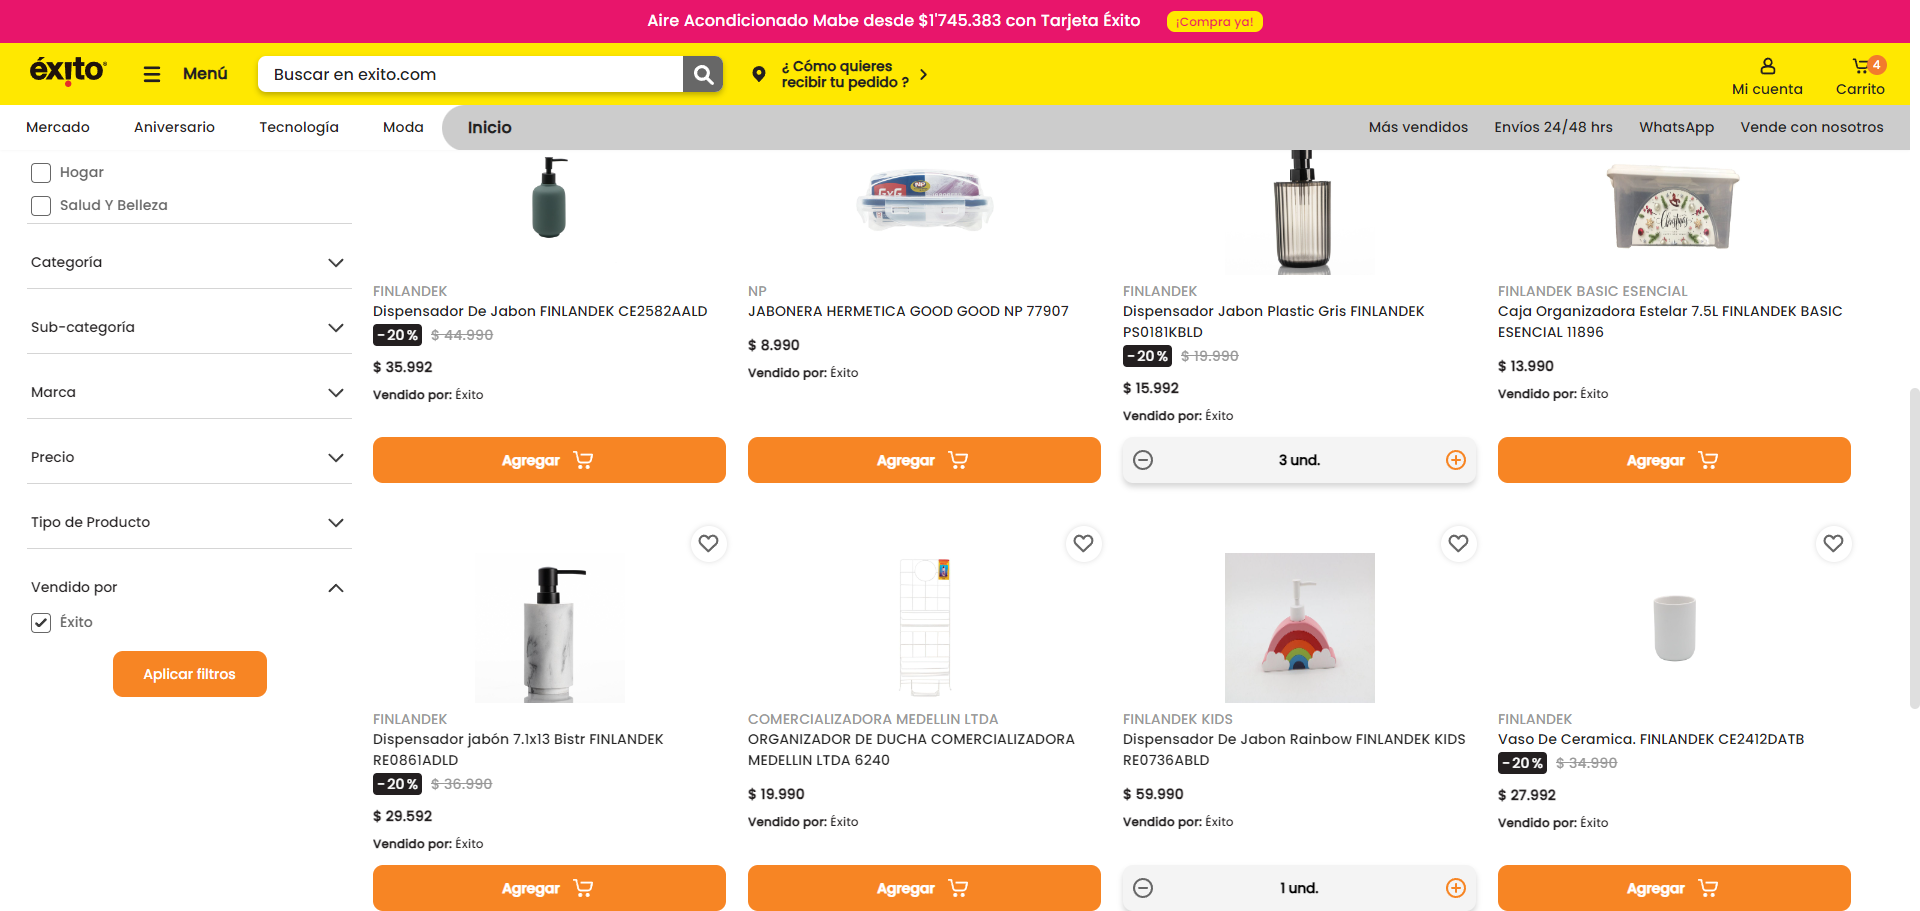 Aire Acondicionado Mabe desde $1'745.383 con Tarjeta Éxito
¡Compra ya!
éxito
Menú
Buscar en exito.com
¿ Cómo quieres
recibir tu pedido ?
Mi cuenta
4
Carrito
Mercado
Aniversario
Tecnología
Moda
Inicio
Más vendidos
Envíos 24/48 hrs
WhatsApp
Vende con nosotros
Hogar
Salud Y Belleza
Categoría
Sub-categoría
Marca
Precio
Tipo de Producto
Vendido por
Éxito
Aplicar filtros
FINLANDEK
Dispensador De Jabon FINLANDEK CE2582AALD
-20%
$ 44.990
$ 35.992
Vendido por: Éxito
Agregar
GxG
NP
NP
JABONERA HERMETICA GOOD GOOD NP 77907
$ 8.990
Vendido por: Éxito
Agregar
FINLANDEK
Dispensador Jabon Plastic Gris FINLANDEK
PS0181KBLD
-20%
$ 19.990
$ 15.992
Vendido por: Éxito
3 und.
Christmas
FINLANDEK BASIC ESENCIAL
Caja Organizadora Estelar 7.5L FINLANDEK BASIC
ESENCIAL 11896
$ 13.990
Vendido por: Éxito
Agregar
FINLANDEK
Dispensador jabón 7.1x13 Bistr FINLANDEK
RE0861ADLD
-20%
$ 36.990
$ 29.592
Vendido por: Éxito
Agregar
COMERCIALIZADORA MEDELLIN LTDA
ORGANIZADOR DE DUCHA COMERCIALIZADORA
MEDELLIN LTDA 6240
$ 19.990
Vendido por: Éxito
Agregar
FINLANDEK KIDS
Dispensador De Jabon Rainbow FINLANDEK KIDS
RE0736ABLD
$ 59.990
Vendido por: Éxito
1 und.
FINLANDEK
Vaso De Ceramica. FINLANDEK CE2412DATB
-20%
$ 34.990
$ 27.992
Vendido por: Éxito
Agregar